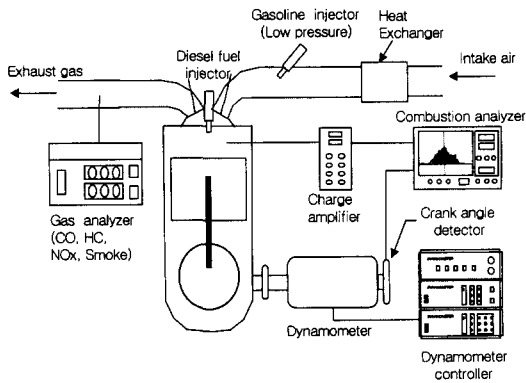 Gasoline injector
(Low pressure)
Heat
Exchanger
Diesel fuel
injector
Exhaust gas
Intake air
Combustion analyzer
Gas analyzer
(CO, HC,
NOx, Smoke)
Charge
amplifier
Crank angle
detector
Dynamometer
Dynamometer
controller